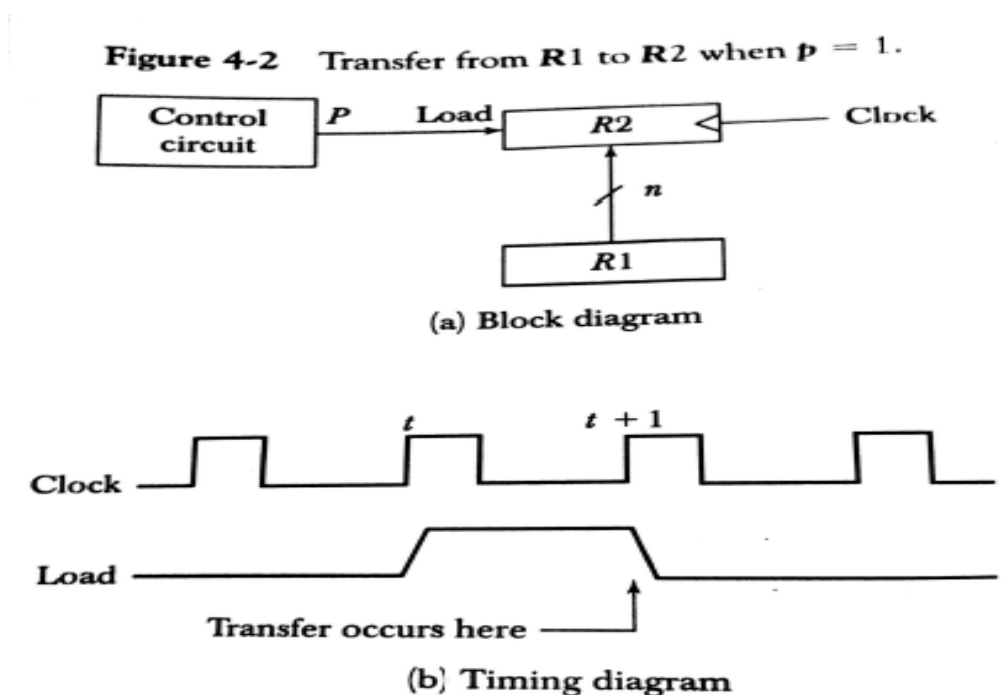 Figure 4-2 Transfer from R1 to R2 when p = 1.
Control circuit
P
Load
R2
Clock
n
R1
(a) Block diagram
t
t + 1
Clock
Load
Transfer occurs here
(b) Timing diagram